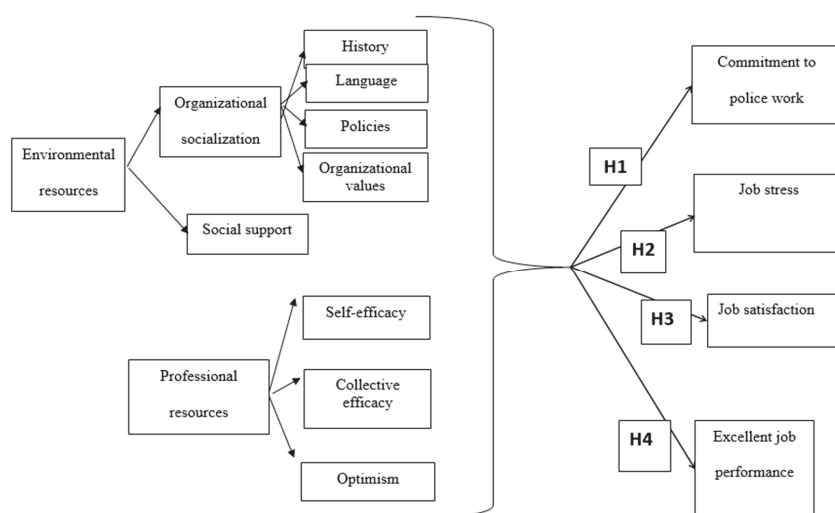 Environmental
resources
Organizational
socialization
Social support
History
Language
Policies
Organizational
values
Professional
resources
Self-efficacy
Collective
efficacy
Optimism
H1
H2
H3
H4
Commitment to
police work
Job stress
Job satisfaction
Excellent job
performance